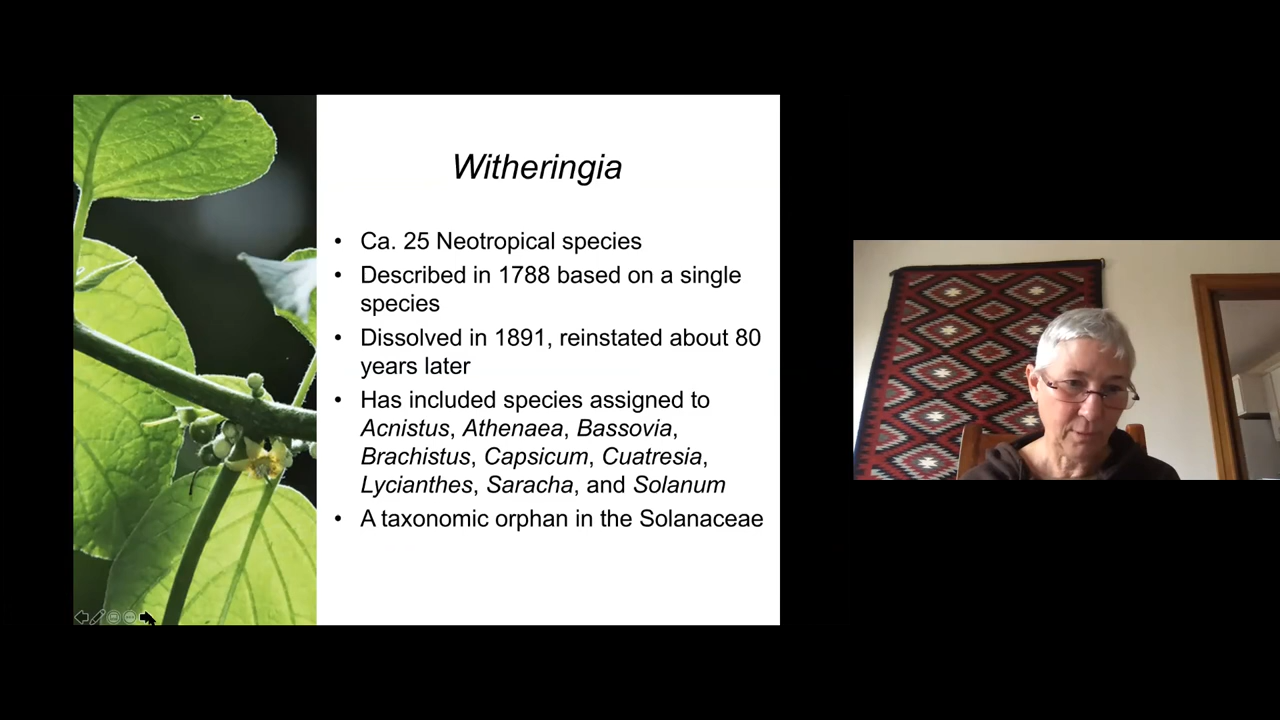 Witheringia
• Ca. 25 Neotropical species
• Described in 1788 based on a single
species
• Dissolved in 1891, reinstated about 80
years later
• Has included species assigned to
Acnistus, Athenaea, Bassovia,
Brachistus, Capsicum, Cuatresia,
Lycianthes, Saracha, and Solanum
• A taxonomic orphan in the Solanaceae